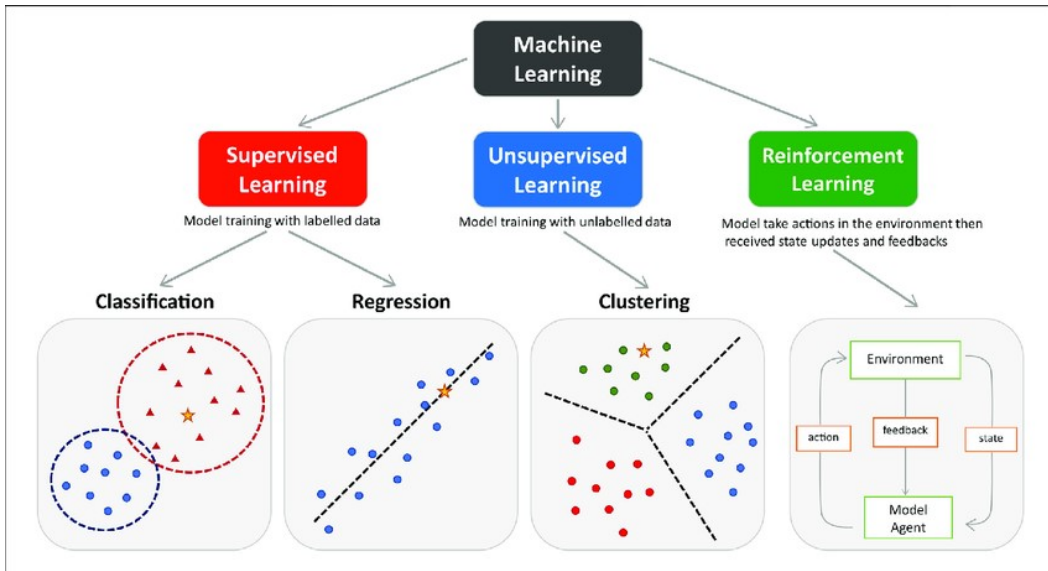 Machine
Learning
Supervised
Learning
Unsupervised
Learning
Reinforcement
Learning
Model training with labelled data
Model training with unlabelled data
Model take actions in the environment then
received state updates and feedbacks
Classification
Regression
Clustering
Environment
action
feedback
state
Model
Agent